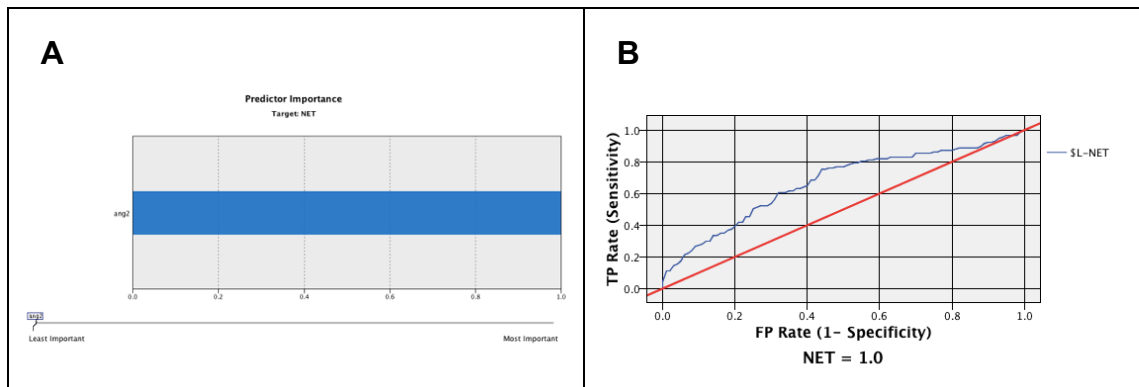 A
Predictor Importance
Target: NET
ang2
0.0 0.2 0.4 0.6 0.8 1.0
ang2
Least Important Most Important
B
TP Rate (Sensitivity)
1.0
0.8
0.6
0.4
0.2
0.0
$L-NET
0.0 0.2 0.4 0.6 0.8 1.0
FP Rate (1- Specificity)
NET = 1.0